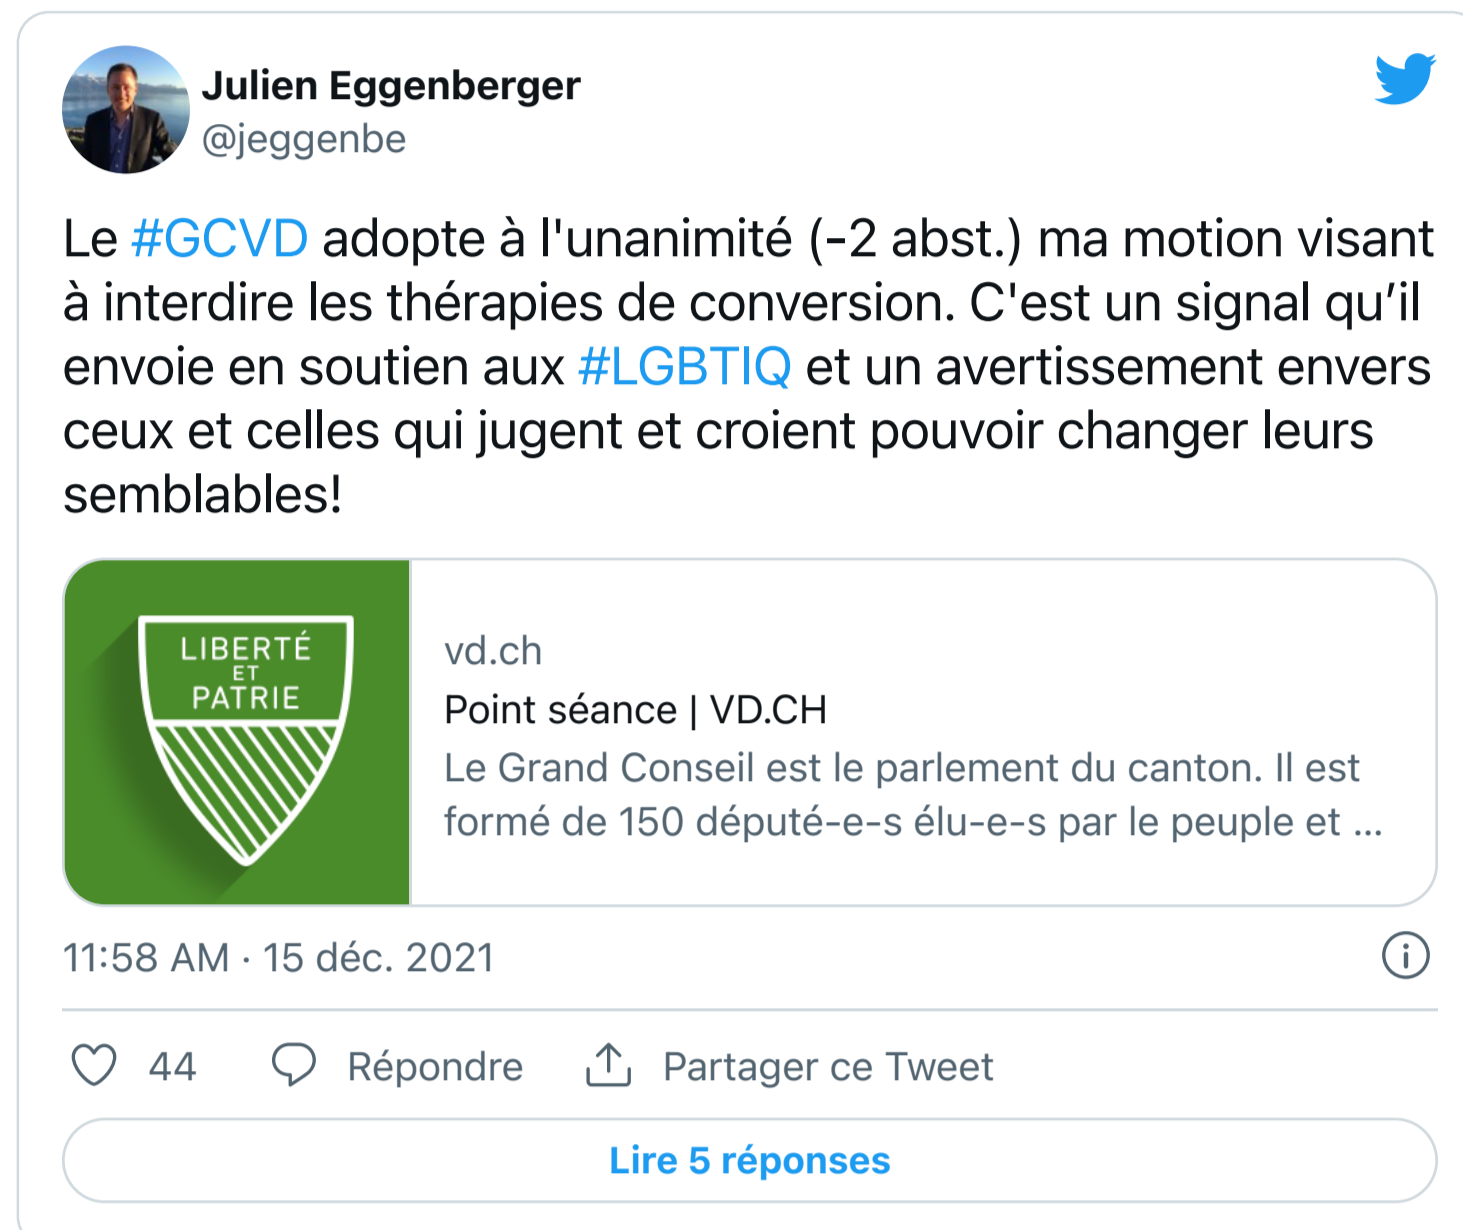 Julien Eggenberger
@jeggenbe
Le #GCVD adopte à l'unanimité (-2 abst.) ma motion visant
à interdire les thérapies de conversion. C'est un signal qu’il
envoie en soutien aux #LGBTIQ et un avertissement envers
ceux et celles qui jugent et croient pouvoir changer leurs
semblables!
LIBERTÉ
ET
PATRIE
vd.ch
Point séance | VD.CH
Le Grand Conseil est le parlement du canton. Il est
formé de 150 député-e-s élu-e-s par le peuple et ...
11:58 AM · 15 déc. 2021
44 Répondre Partager ce Tweet
Lire 5 réponses